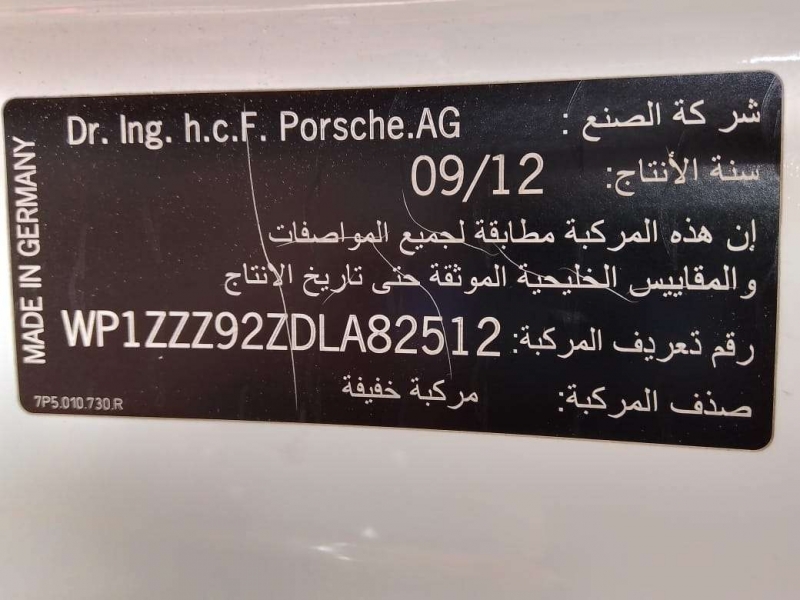 MADE IN GERMANY
شركة الصنع : Dr. Ing. h.c.F. Porsche.AG
سنة الأنتاج: 09/12
إن هذه المركبة مطابقة لجميع المواصفات
والمقاييس الخليجية الموثقة حتى تاريخ الانتاج
رقم تعريف المركبة: WP1ZZZ92ZDLA82512
صذف المركبة: مركبة خفيفة
7P5.010.730.R